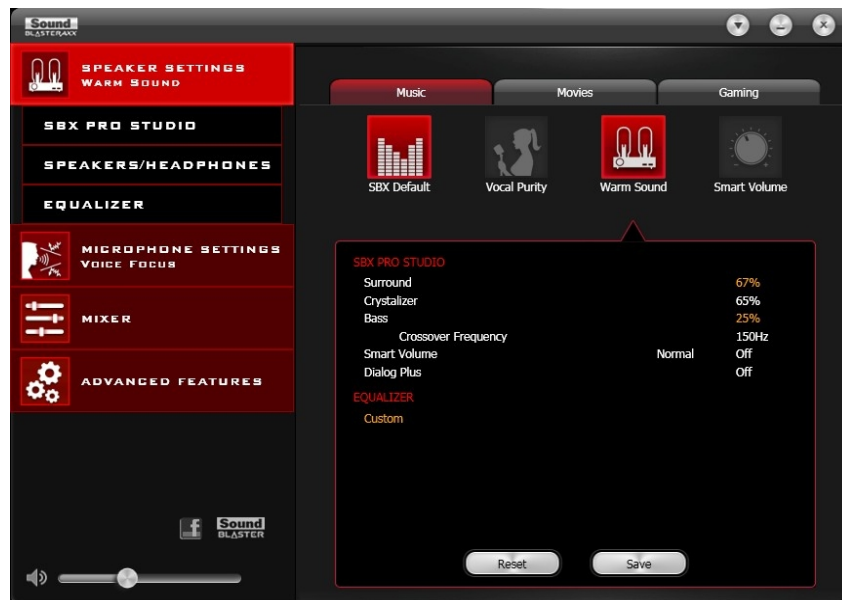 Sound
BLASTERAXX
SPEAKER SETTINGS
WARM SOUND
SBX PRO STUDIO
SPEAKERS/HEADPHONES
EQUALIZER
MICROPHONE SETTINGS
VOICE FOCUS
MIXER
ADVANCED FEATURES
f
Sound
BLASTER
Music Movies Gaming
SBX Default Vocal Purity Warm Sound Smart Volume
SBX PRO STUDIO
Surround 67%
Crystalizer 65%
Bass 25%
Crossover Frequency 150Hz
Smart Volume Normal Off
Dialog Plus Off
EQUALIZER
Custom
Reset Save